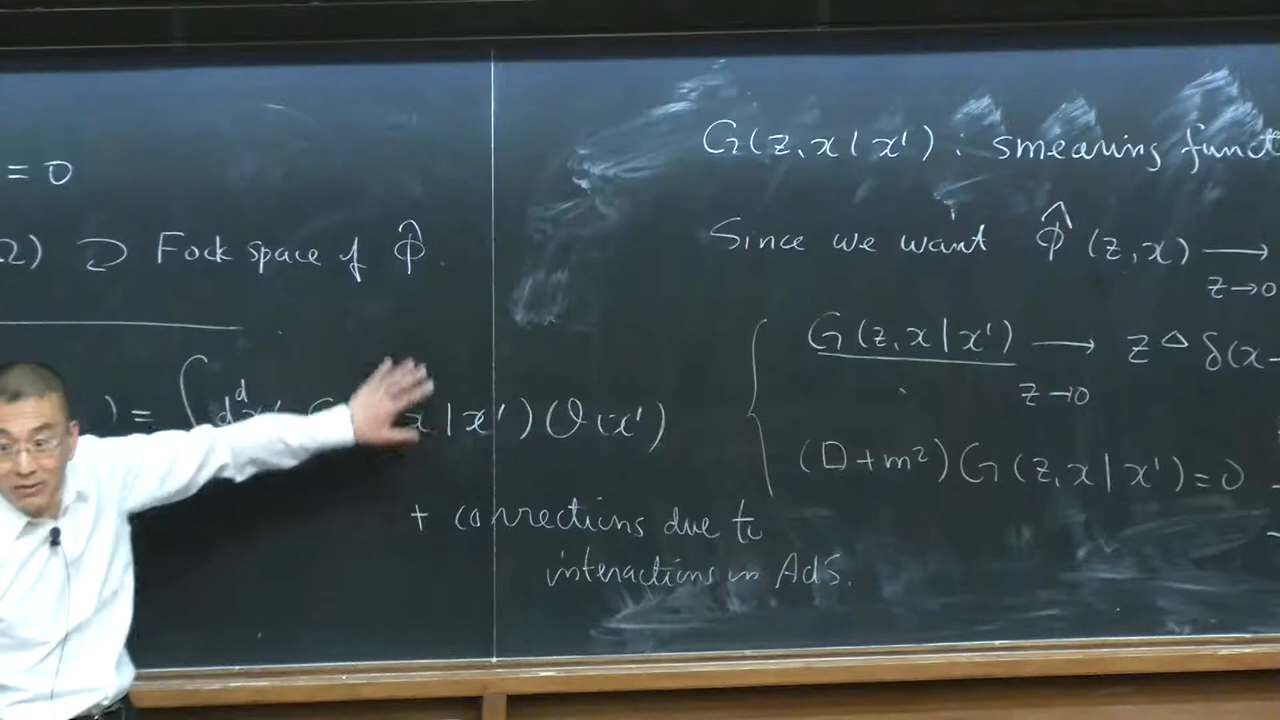 = 0
2) ⊃ Fock space of Φ̂.
) = ∫ d^d x' x | x') O(x')
+ corrections due to
interactions in AdS.
G(z, x | x') : smearing funct
Since we want Φ̂(z, x) → z→0
G(z, x | x') → z→0 z^Δ δ(x-
(□+m²) G(z, x | x') = 0